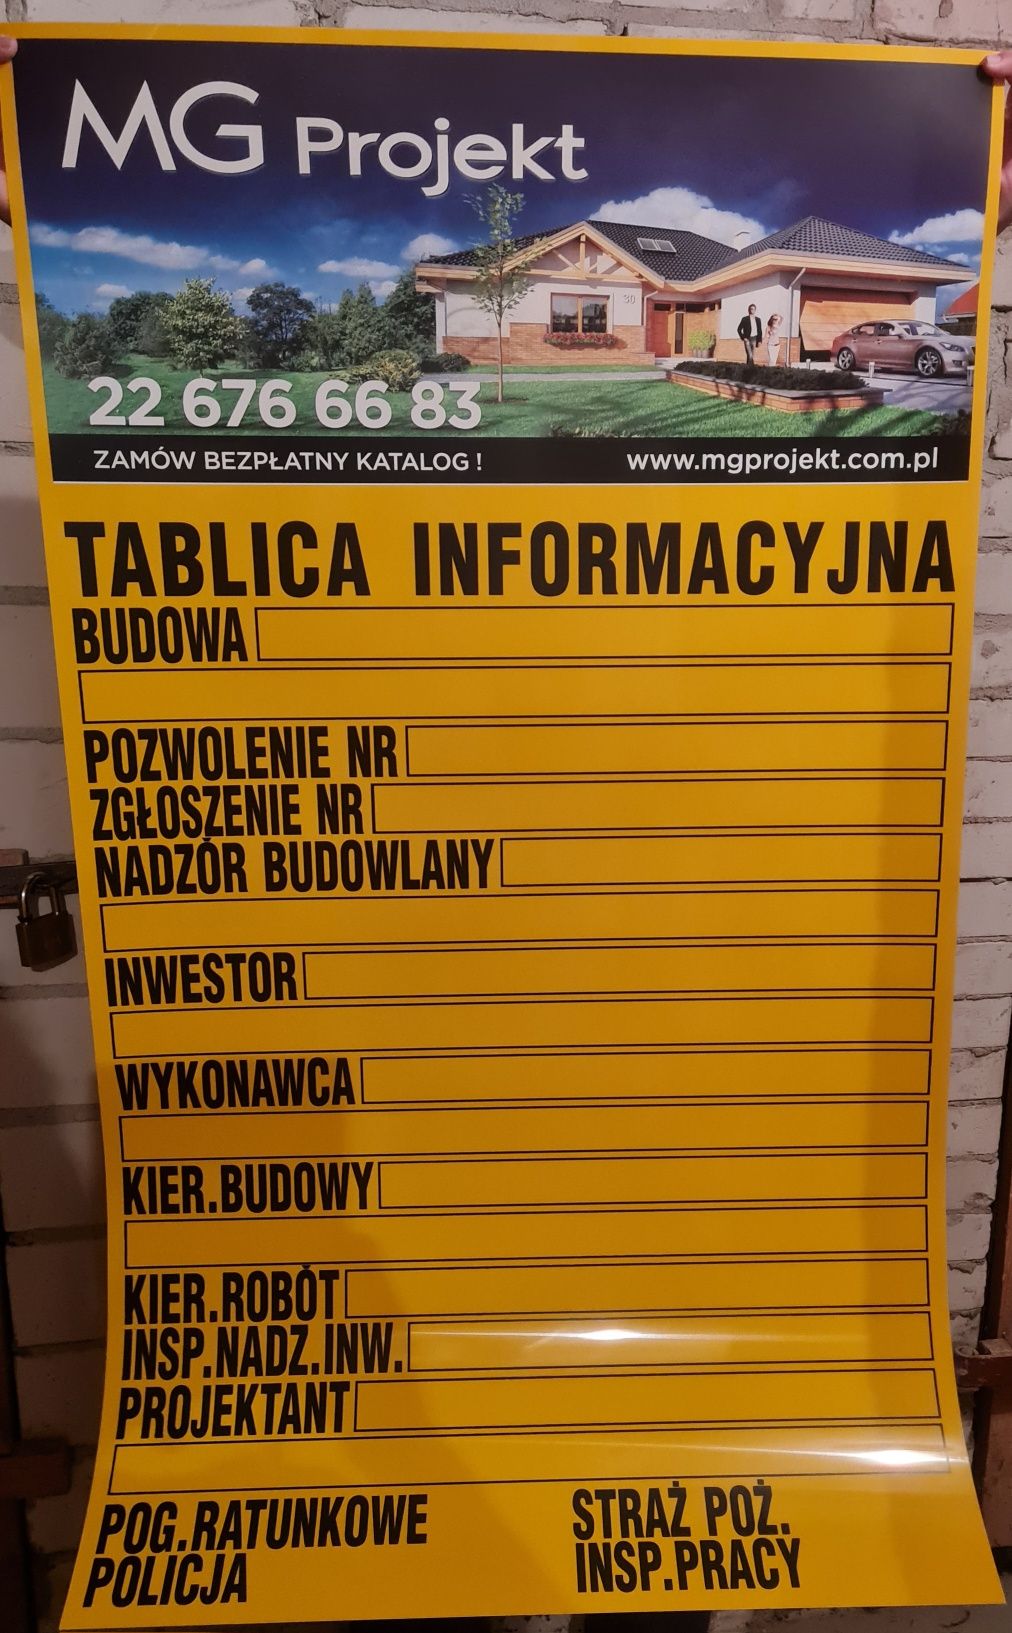 MG Projekt
30
22 676 66 83
ZAMÓW BEZPŁATNY KATALOG !
www.mgprojekt.com.pl
TABLICA INFORMACYJNA
BUDOWA
POZWOLENIE NR
ZGŁOSZENIE NR
NADZÓR BUDOWLANY
INWESTOR
WYKONAWCA
KIER.BUDOWY
KIER.ROBÓT
INSP.NADZ.INW.
PROJEKTANT
POG.RATUNKOWE STRAŻ POŻ.
POLICJA INSP.PRACY